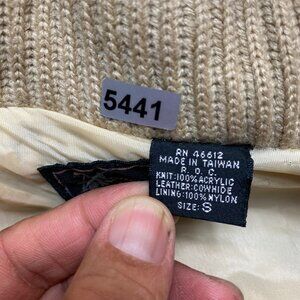 5441
RN 46612
MADE IN TAIWAN
R. O. C.
KNIT:100%ACRYLIC
LEATHER:COWHIDE
LINING:100%NYLON
SIZE: S